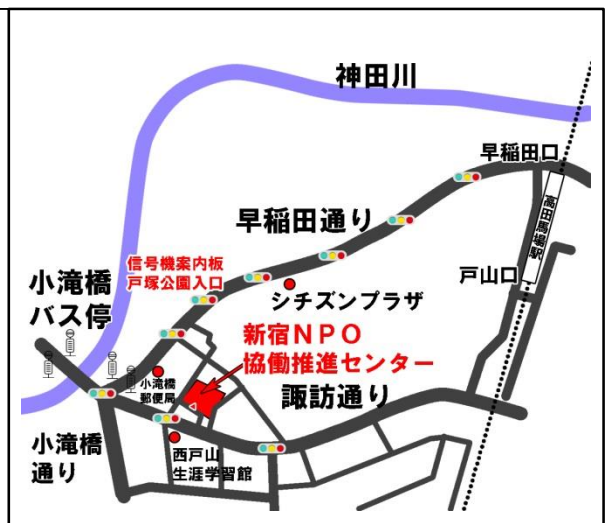 神田川
早稲田口
早稲田通り
高田馬場駅
信号機案内板
戸塚公園入口
戸山口
小滝橋
バス停
シチズンプラザ
新宿NPO
協働推進センター
小滝橋
郵便局
諏訪通り
小滝橋
通り
西戸山
生涯学習館